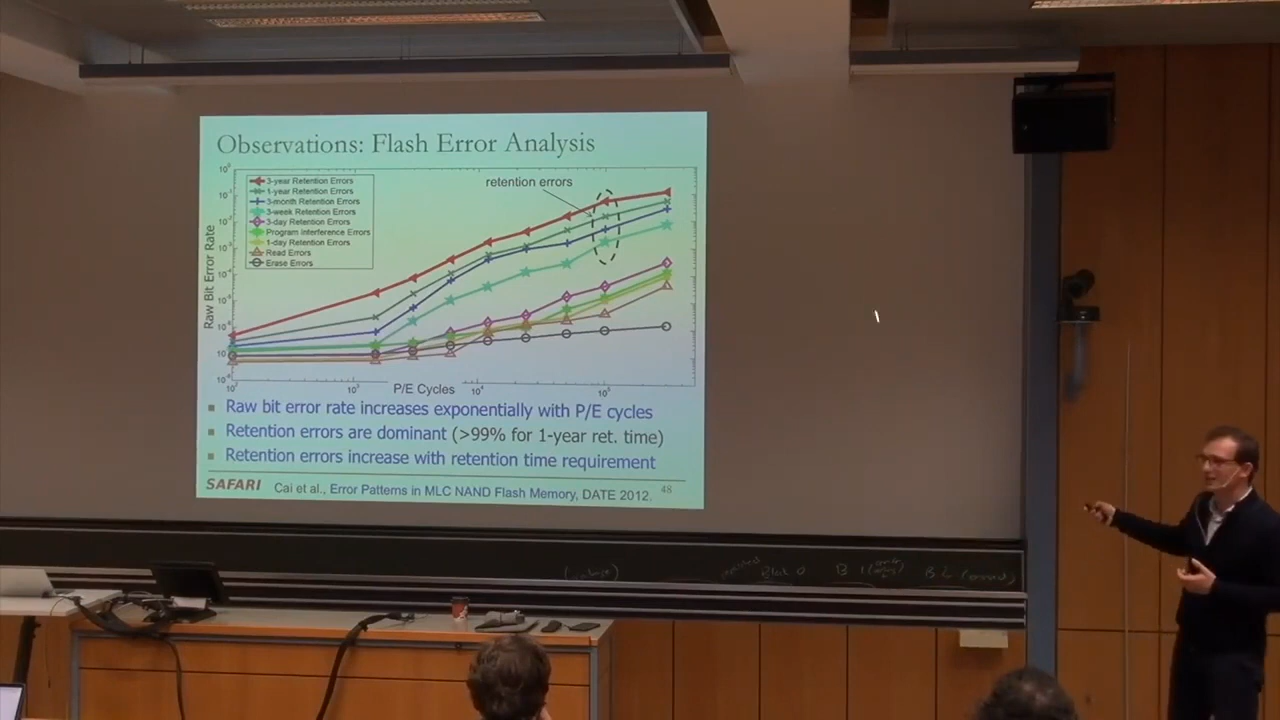 Observations: Flash Error Analysis
3-year Retention Errors
1-year Retention Errors
3-month Retention Errors
3-week Retention Errors
3-day Retention Errors
Program Interference Errors
1-day Retention Errors
Read Errors
Erase Errors
retention errors
Raw Bit Error Rate
P/E Cycles
Raw bit error rate increases exponentially with P/E cycles
Retention errors are dominant (>99% for 1-year ret. time)
Retention errors increase with retention time requirement
SAFARI Cai et al., Error Patterns in MLC NAND Flash Memory, DATE 2012. 48